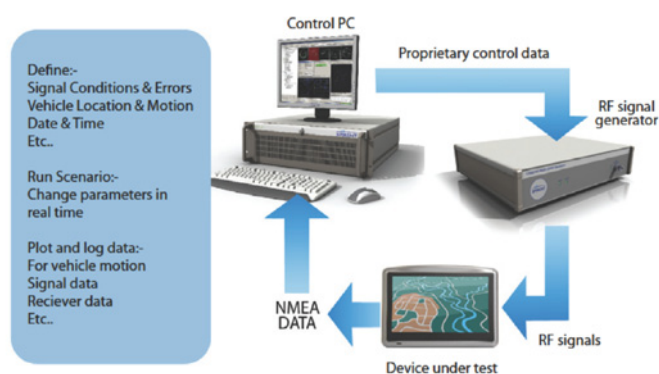 Control PC
Proprietary control data
RF signal
generator
Define:-
Signal Conditions & Errors
Vehicle Location & Motion
Date & Time
Etc..
Run Scenario:-
Change parameters in
real time
Plot and log data:-
For vehicle motion
Signal data
Reciever data
Etc..
NMEA
DATA
RF signals
Device under test